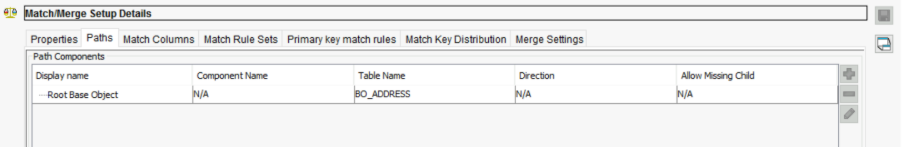 Match/Merge Setup Details
Properties Paths Match Columns Match Rule Sets Primary key match rules Match Key Distribution Merge Settings
Path Components
Display name Component Name Table Name Direction Allow Missing Child
Root Base Object N/A BO_ADDRESS N/A N/A